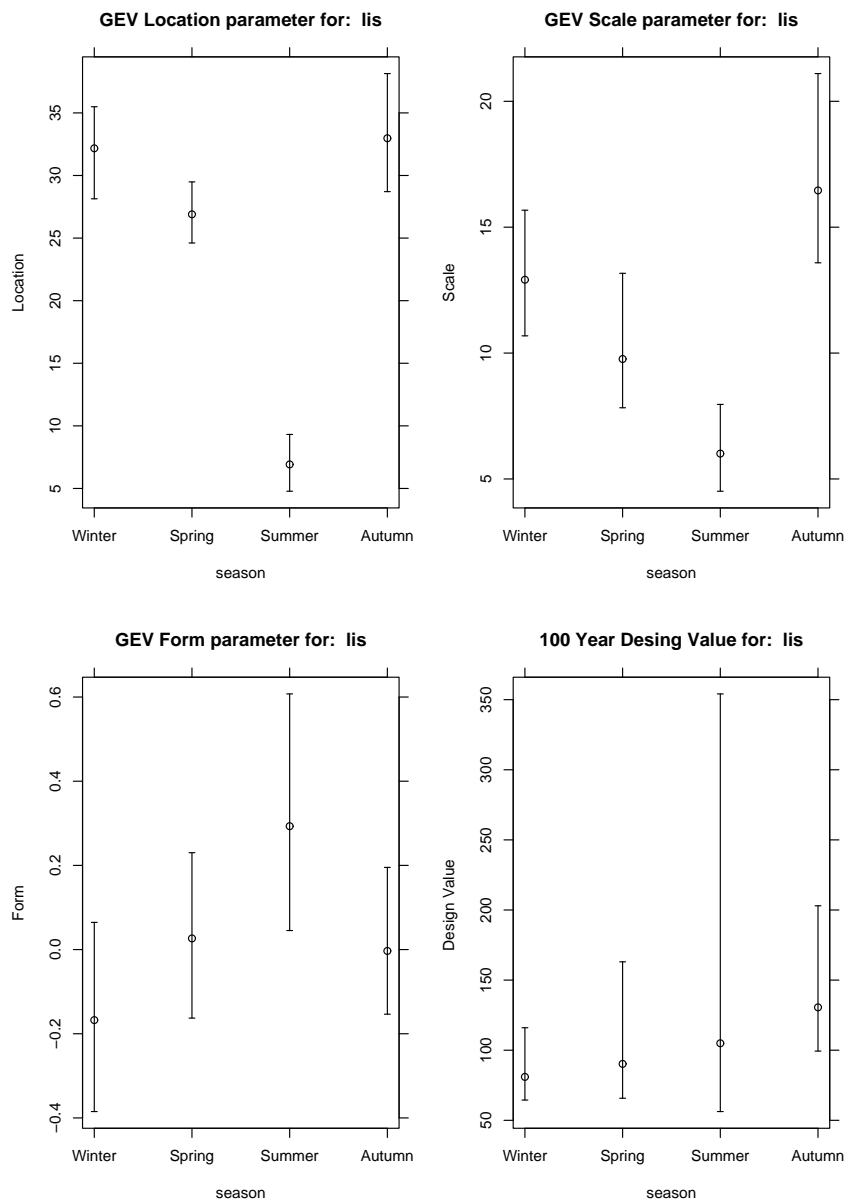 GEV Location parameter for: lis
35
30
25
20
15
10
5
Location
Winter Spring Summer Autumn
season
GEV Scale parameter for: lis
20
15
10
5
Scale
Winter Spring Summer Autumn
season
GEV Form parameter for: lis
0.6
0.4
0.2
0.0
−0.2
−0.4
Form
Winter Spring Summer Autumn
season
100 Year Desing Value for: lis
350
300
250
200
150
100
50
Design Value
Winter Spring Summer Autumn
season